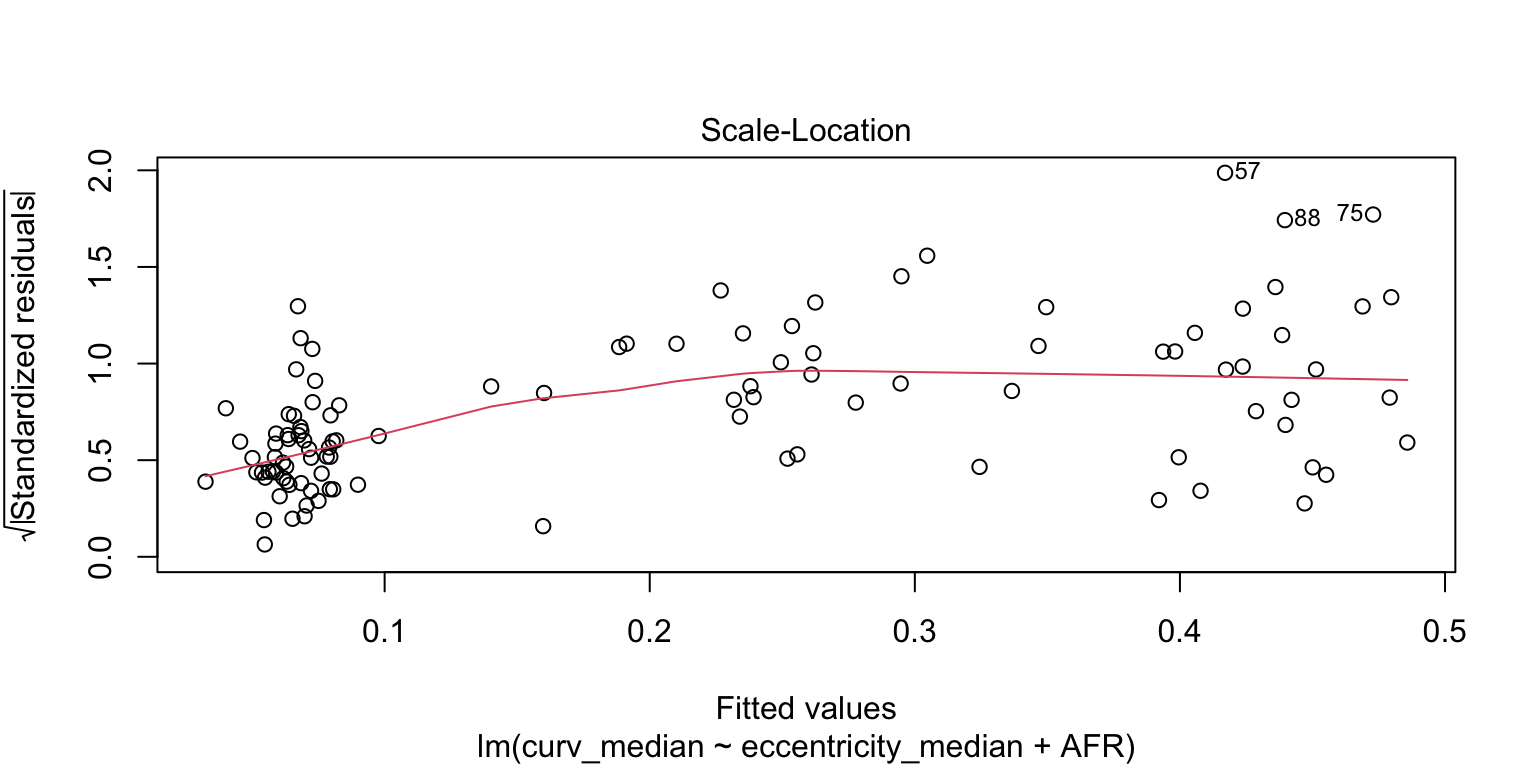 Scale-Location
√|Standardized residuals|
2.0
1.5
1.0
0.5
0.0
57
88
75
0.1 0.2 0.3 0.4 0.5
Fitted values
lm(curv_median ~ eccentricity_median + AFR)